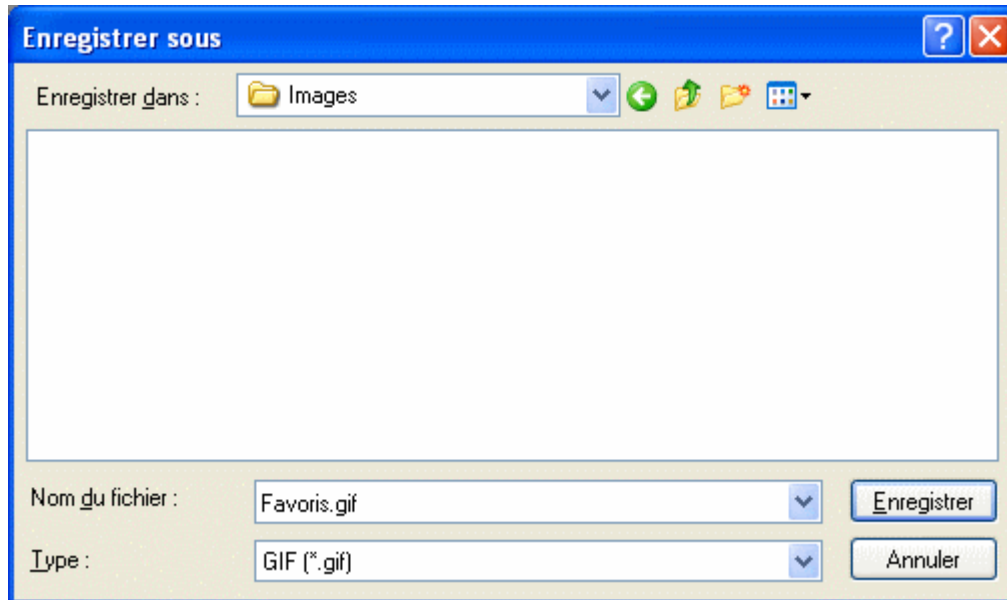 Enregistrer sous
Enregistrer dans :
Images
Nom du fichier :
Favoris.gif
Enregistrer
Type :
GIF (*.gif)
Annuler